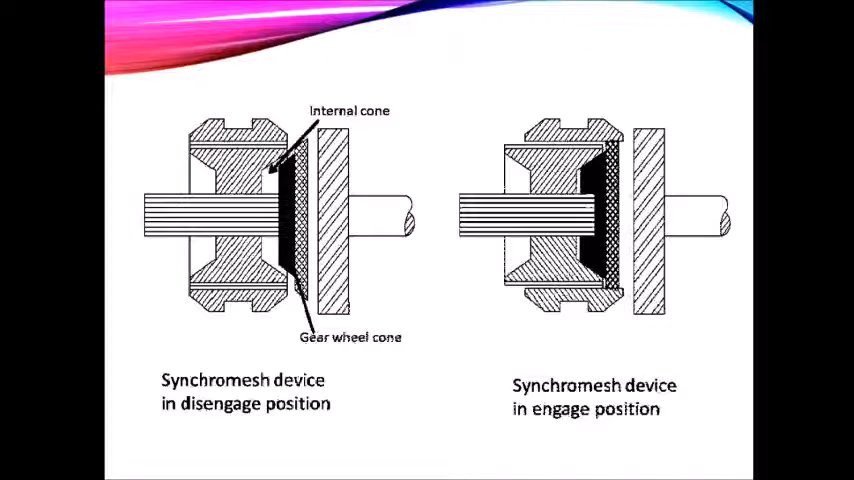 Internal cone
Gear wheel cone
Synchromesh device
in disengage position
Synchromesh device
in engage position